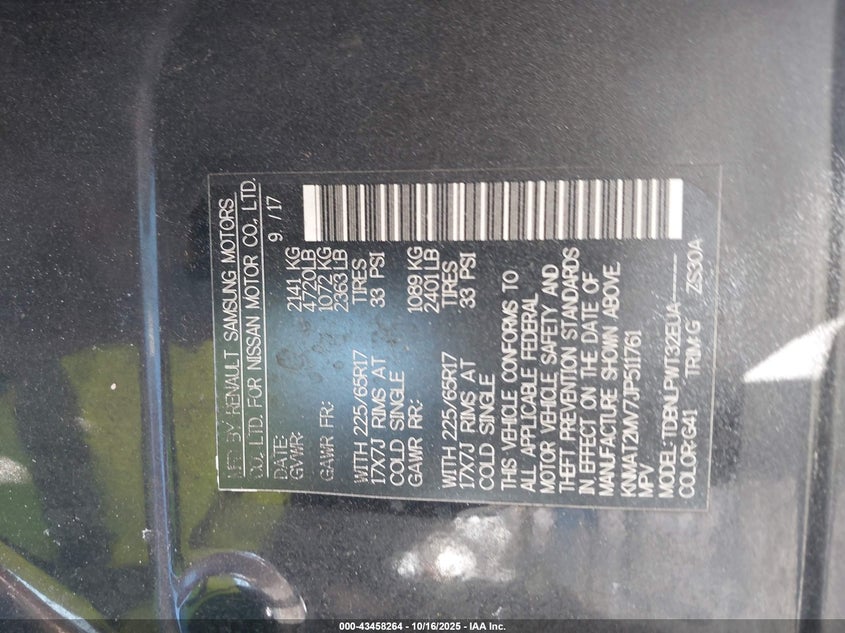 MFD BY RENAULT SAMSUNG MOTORS
CO., LTD. FOR NISSAN MOTOR CO., LTD.
DATE: 9 /17
GVWR: 2141 KG
4720LB
GAWR FR: 1072 KG
2363 LB
WITH 225/65R17 TIRES
17X7J RIMS AT 33 PSI
COLD SINGLE
GAWR RR: 1089 KG
2401 LB
WITH 225/65R17 TIRES
17X7J RIMS AT 33 PSI
COLD SINGLE
THIS VEHICLE CONFORMS TO
ALL APPLICABLE FEDERAL
MOTOR VEHICLE SAFETY AND
THEFT PREVENTION STANDARDS
IN EFFECT ON THE DATE OF
MANUFACTURE SHOWN ABOVE.
KNMAT2MV7JP511761
MPV
MODEL: TDBNLPWT32EUA-----
COLOR:G41 TRIM:G ZS30A
000-43458264 - 10/16/2025 - IAA Inc.